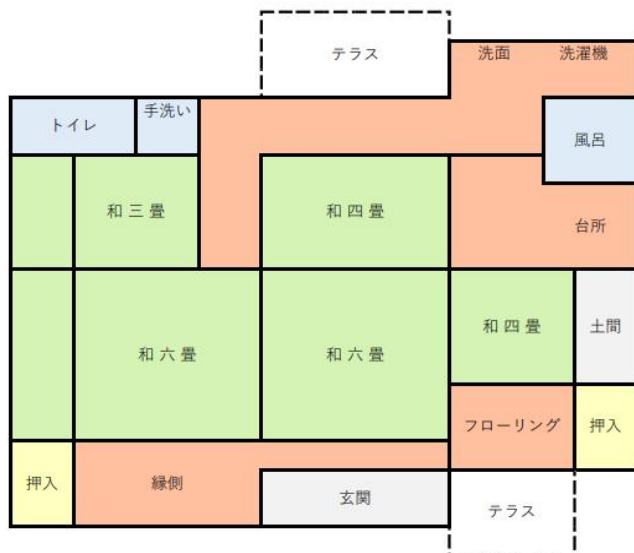 テラス
洗面
洗濯機
トイレ
手洗い
風呂
和 三 畳
和 四 畳
台所
和 六 畳
和 六 畳
和 四 畳
土間
フローリング
押入
押入
縁側
玄関
テラス